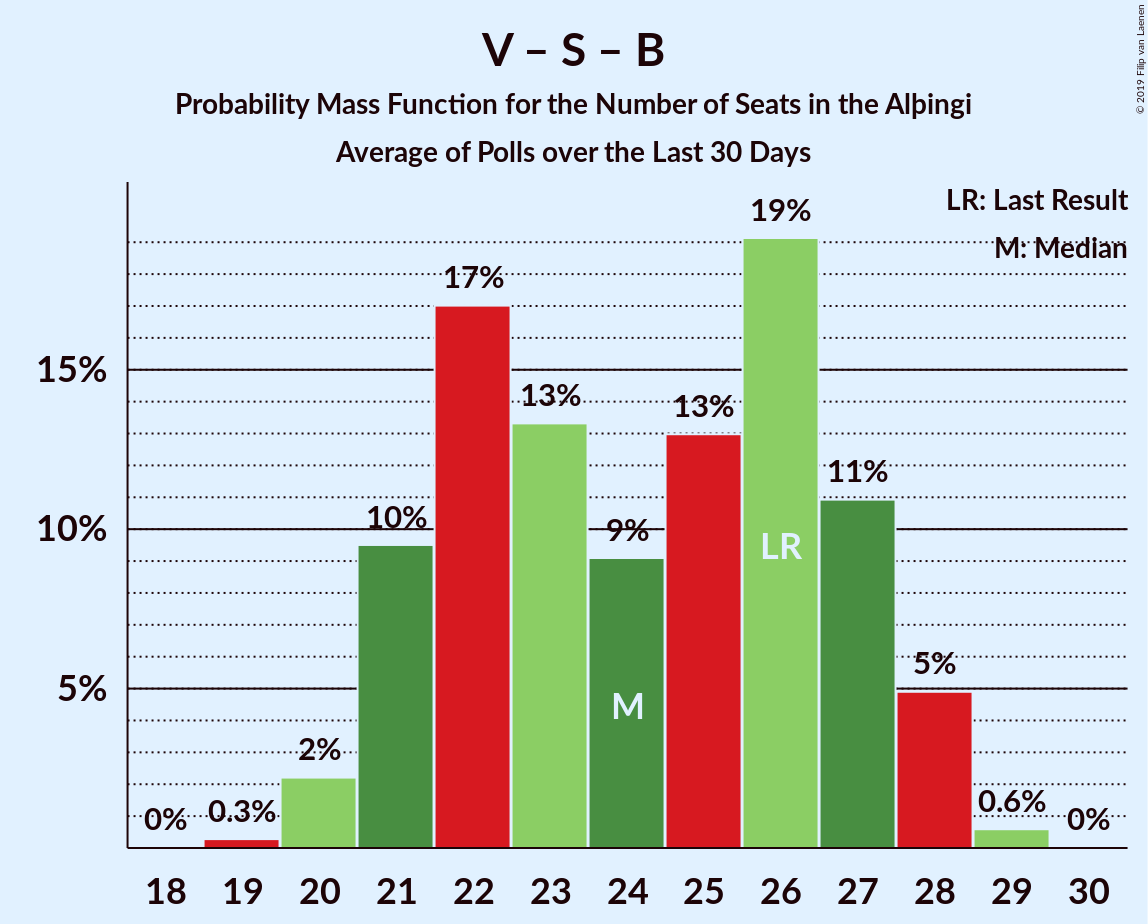 V – S – B
Probability Mass Function for the Number of Seats in the Alþingi
Average of Polls over the Last 30 Days
© 2019 Filip van Laenen
LR: Last Result
M: Median
19%
17%
15%
13%
13%
11%
10%
10%
9%
LR
5%
5%
M
2%
0%
0.3%
0.6%
0%
18 19 20 21 22 23 24 25 26 27 28 29 30